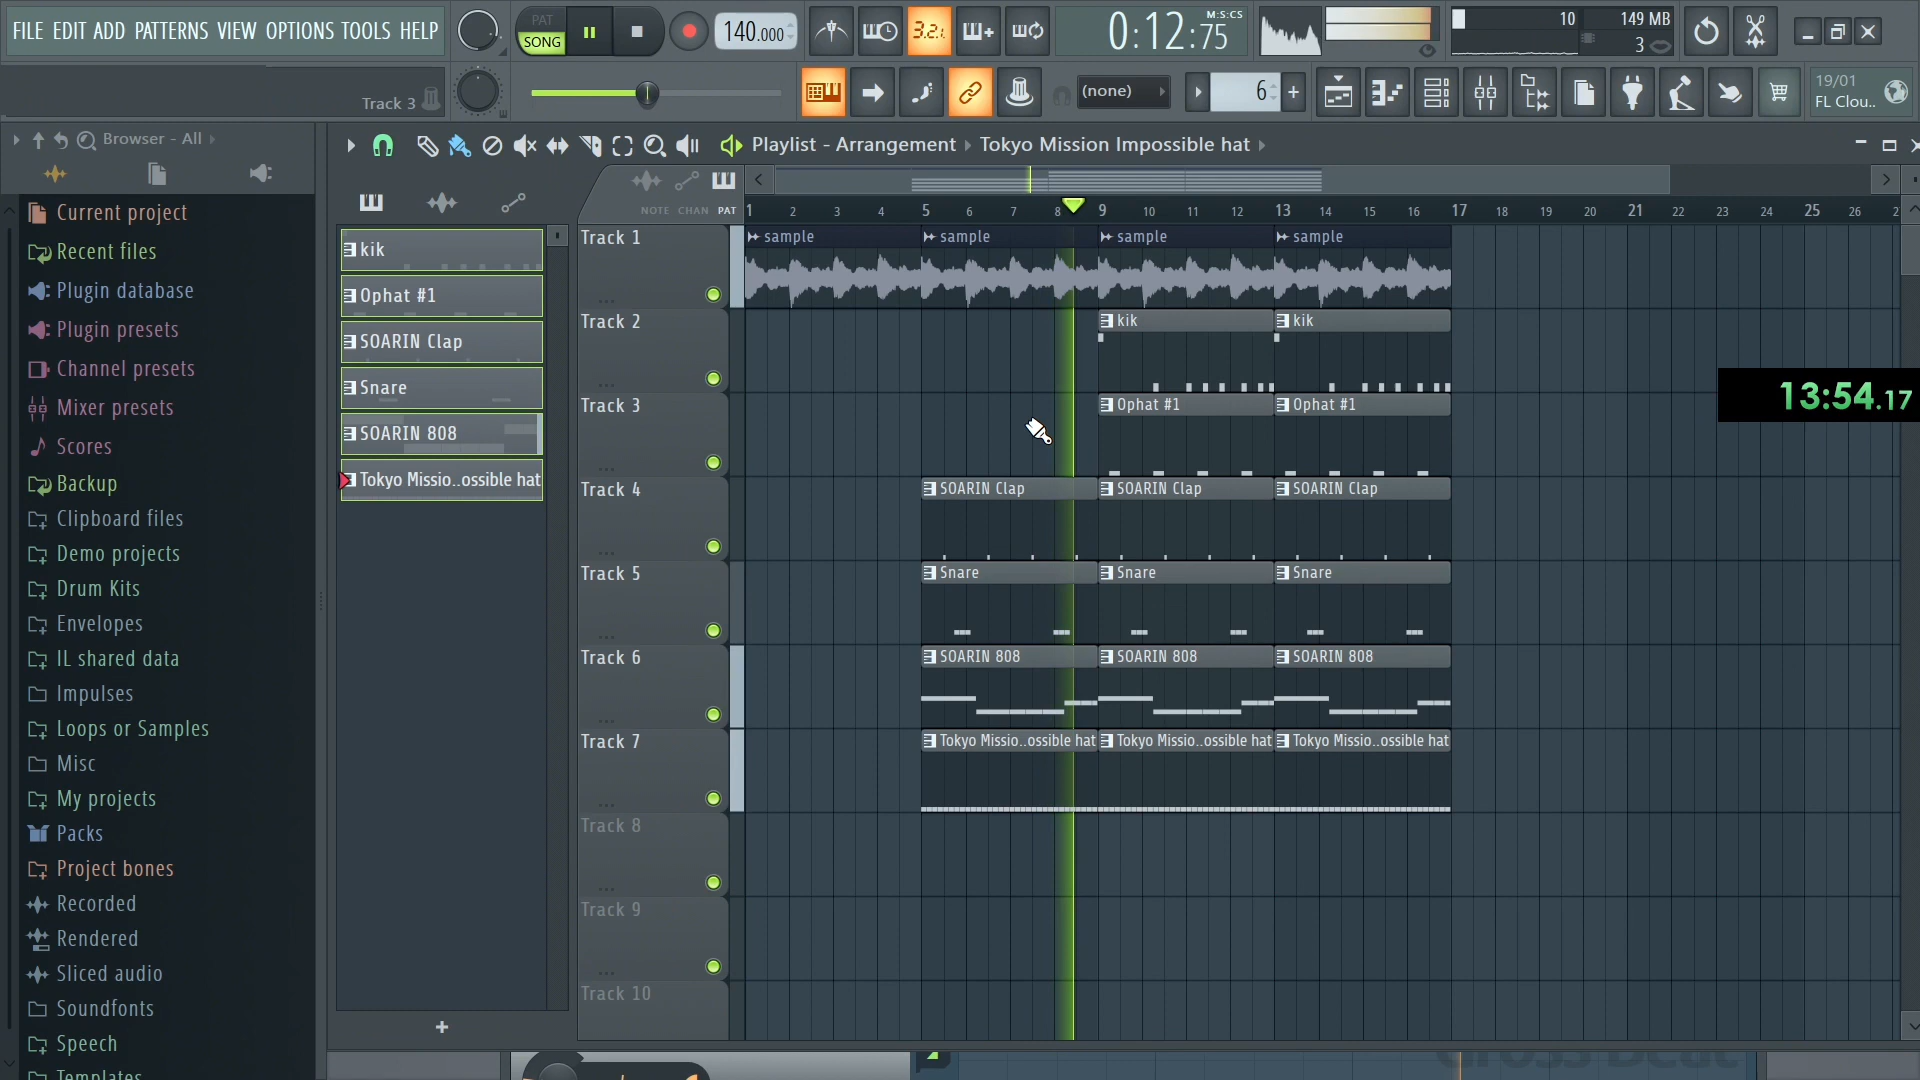 FILE EDIT ADD PATTERNS VIEW OPTIONS TOOLS HELP
PAT
SONG
140.000
3.2.
0:12:75
M:S:CS
10
149 MB
3
Track 3
(none)
6
19/01
FL Clou..
Browser - All
Playlist - Arrangement
Tokyo Mission Impossible hat
NOTE CHAN PAT
1 2 3 4 5 6 7 8 9 10 11 12 13 14 15 16 17 18 19 20 21 22 23 24 25 26
Current project
Recent files
Plugin database
Plugin presets
Channel presets
Mixer presets
Scores
Backup
Clipboard files
Demo projects
Drum Kits
Envelopes
IL shared data
Impulses
Loops or Samples
Misc
My projects
Packs
Project bones
Recorded
Rendered
Sliced audio
Soundfonts
Speech
Templates
kik
Ophat #1
SOARIN Clap
Snare
SOARIN 808
Tokyo Missio..ossible hat
Track 1
sample sample sample sample
Track 2
kik kik
Track 3
Ophat #1 Ophat #1
Track 4
SOARIN Clap SOARIN Clap SOARIN Clap
Track 5
Snare Snare Snare
Track 6
SOARIN 808 SOARIN 808 SOARIN 808
Track 7
Tokyo Missio..ossible hat Tokyo Missio..ossible hat Tokyo Missio..ossible hat
Track 8
Track 9
Track 10
13:54.17
Gross Beat